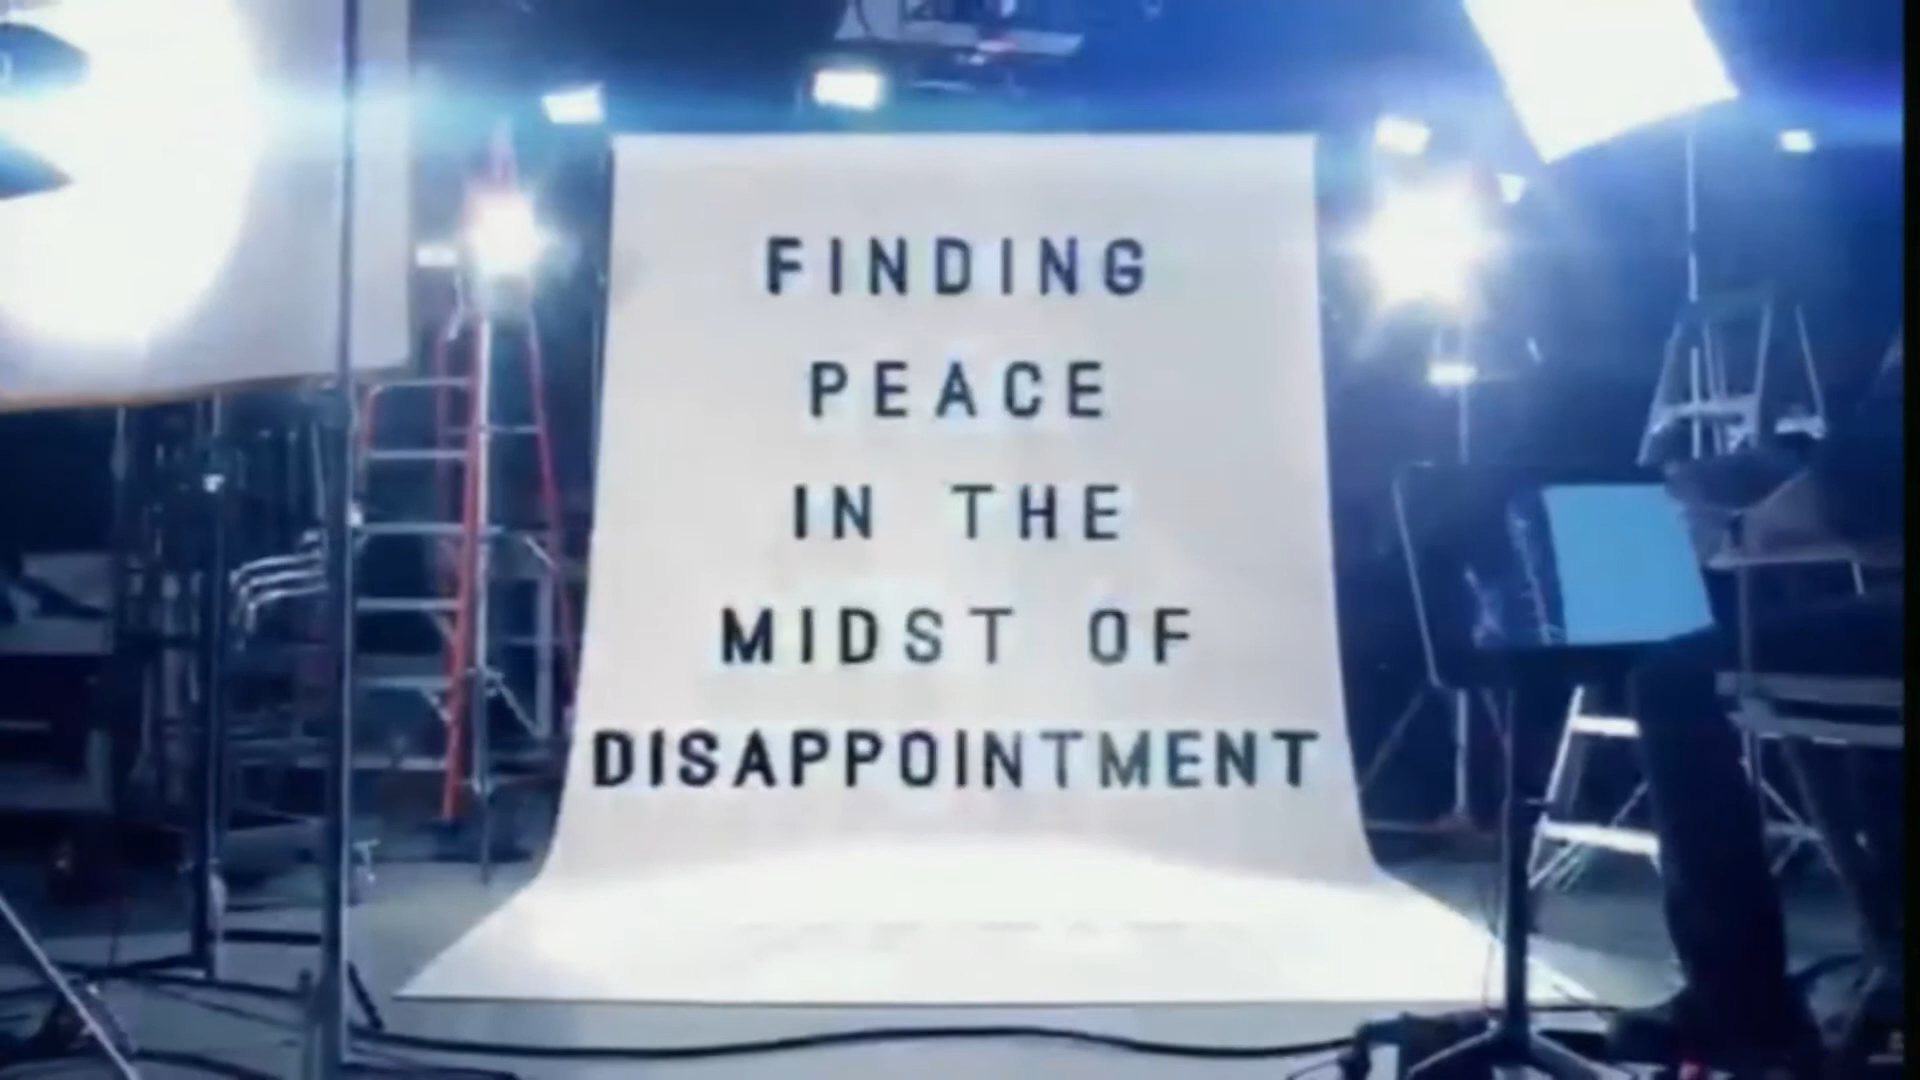 FINDING
PEACE
IN THE
MIDST OF
DISAPPOINTMENT